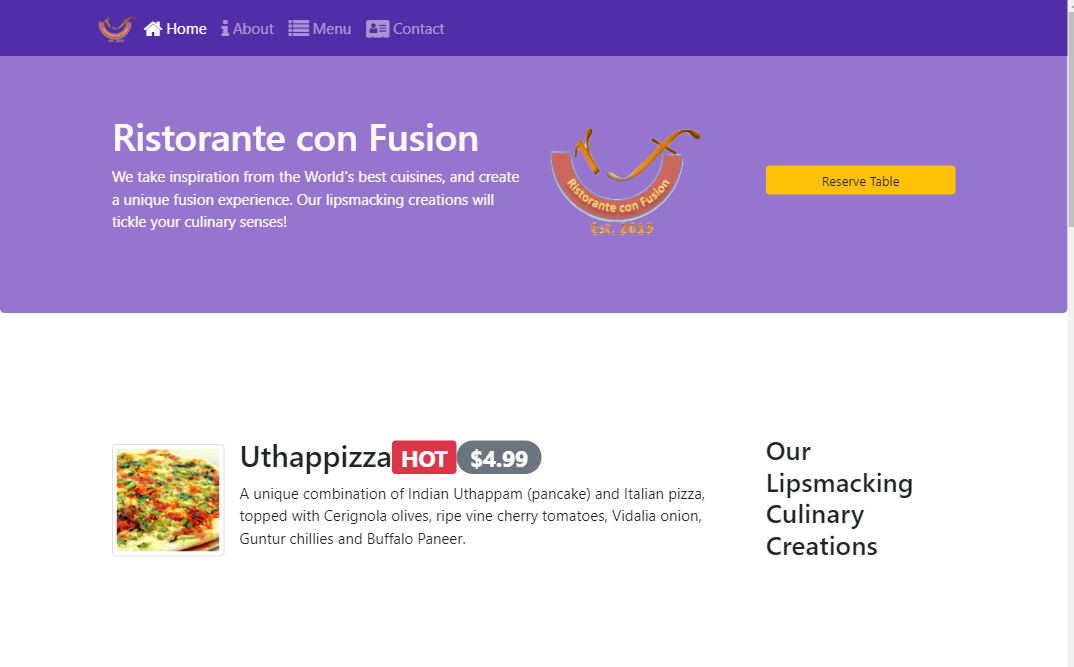 Home About Menu Contact
Ristorante con Fusion
We take inspiration from the World's best cuisines, and create
a unique fusion experience. Our lipsmacking creations will
tickle your culinary senses!
Ristorante con Fusion
Est. 2013
Reserve Table
Uthappizza HOT $4.99
A unique combination of Indian Uthappam (pancake) and Italian pizza,
topped with Cerignola olives, ripe vine cherry tomatoes, Vidalia onion,
Guntur chillies and Buffalo Paneer.
Our
Lipsmacking
Culinary
Creations